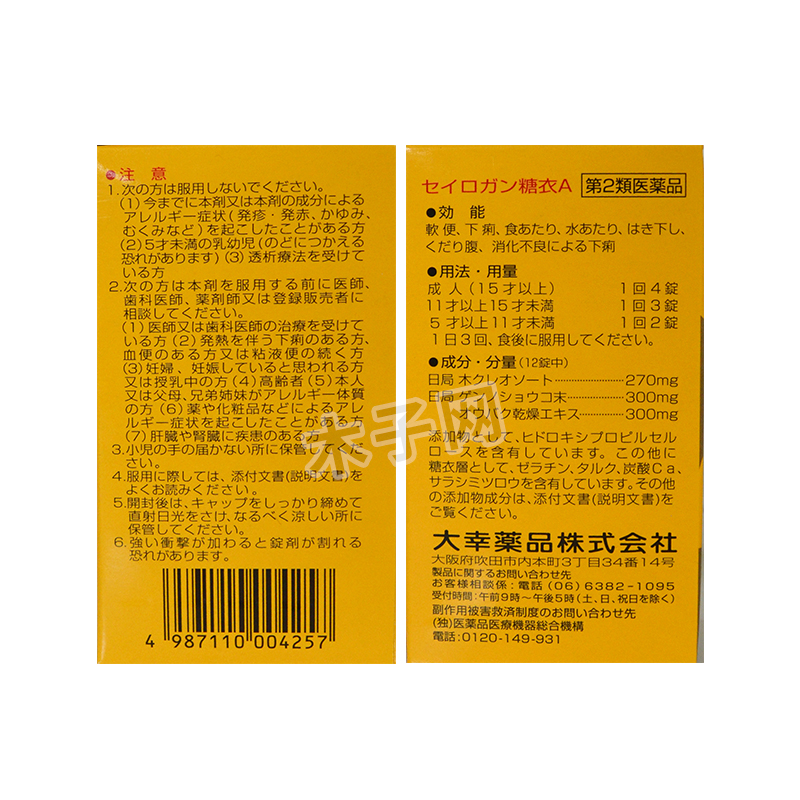 ●注意
1.次の方は服用しないでください。
(1)今までに本剤又は本剤の成分による
アレルギー症状(発疹・発赤、かゆみ、
むくみなど)を起こしたことがある方
(2)5才未満の乳幼児(のどにつかえる
恐れがあります)(3)透析療法を受けて
いる方
2.次の方は本剤を服用する前に医師、
歯科医師、薬剤師又は登録販売者に
相談してください。
(1)医師又は歯科医師の治療を受けて
いる方(2)発熱を伴う下痢のある方、
血便のある方又は粘液便の続く方
(3)妊婦、妊娠していると思われる方
又は授乳中の方(4)高齢者(5)本人
又は父母、兄弟姉妹がアレルギー体質
の方(6)薬や化粧品などによるアレル
ギー症状を起こしたことがある方
(7)肝臓や腎臓に疾患のある方
3.小児の手の届かない所に保管してくださ
い。
4.服用に際しては、添付文書(説明文書)を
よくお読みください。
5.開封後は、キャップをしっかり締めて
直射日光をさけ、なるべく涼しい所に
保管してください。
6.強い衝撃が加わると錠剤が割れる
恐れがあります。
4 987110 004257
セイロガン糖衣A 第2類医薬品
●効能
軟便、下痢、食あたり、水あたり、はき下し、
くだり腹、消化不良による下痢
●用法・用量
成人(15才以上) 1回4錠
11才以上15才未満 1回3錠
5才以上11才未満 1回2錠
1日3回、食後に服用してください。
●成分・分量(12錠中)
日局 木クレオソート 270mg
日局 ゲンノショウコ末 300mg
オウバク乾燥エキス 300mg
添加物として、ヒドロキシプロピルセル
ロースを含有しています。この他に
糖衣層として、ゼラチン、タルク、炭酸Ca、
サラシミツロウを含有しています。その他
の添加物成分は、添付文書(説明文書)を
ご覧ください。
大幸薬品株式会社
大阪府吹田市内本町3丁目34番14号
製品に関するお問い合わせ先
お客様相談係:電話(06)6382-1095
受付時間:午前9時~午後5時(土、日、祝日を除く)
副作用被害救済制度のお問い合わせ先
(独)医薬品医療機器総合機構
電話:0120-149-931